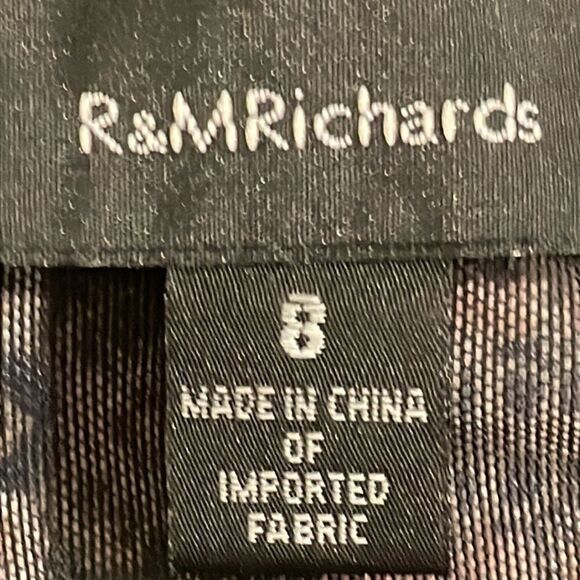 R&MRichards
8
MADE IN CHINA
OF
IMPORTED
FABRIC